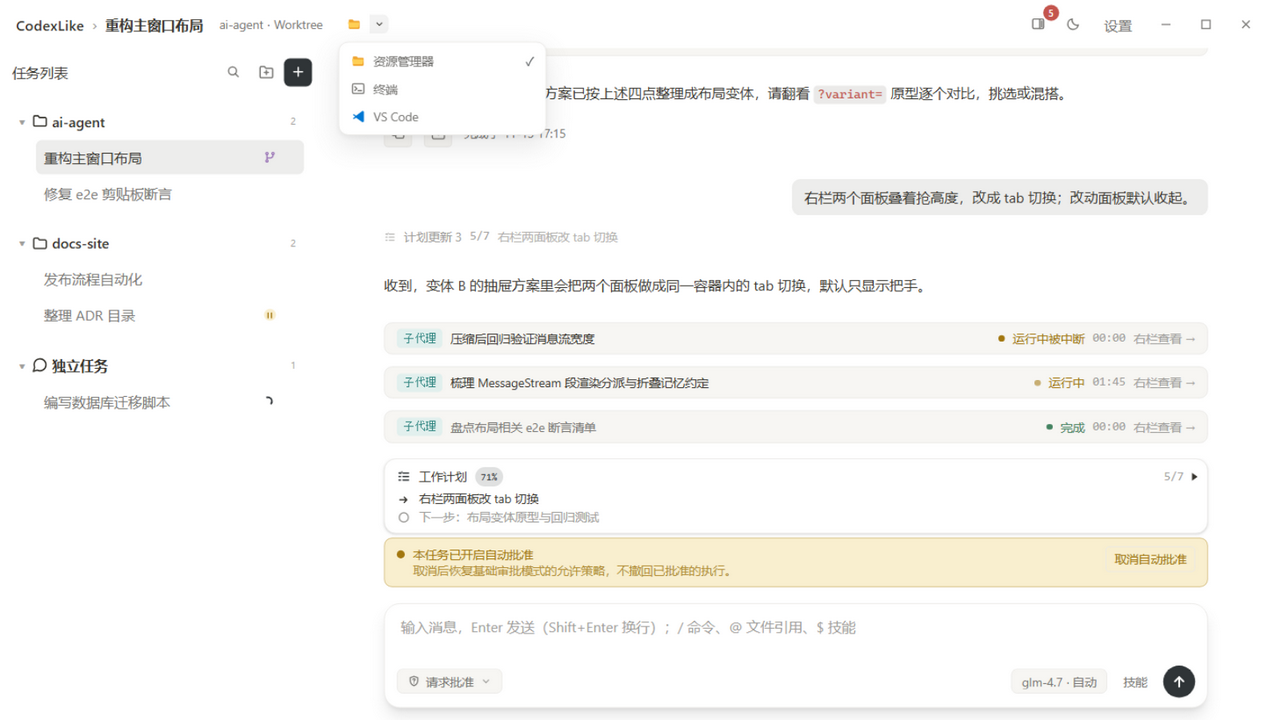 CodexLike › 重构主窗口布局 ai-agent · Worktree
5
设置
任务列表
ai-agent 2
重构主窗口布局
修复 e2e 剪贴板断言
docs-site 2
发布流程自动化
整理 ADR 目录
独立任务 1
编写数据库迁移脚本
资源管理器 ✓
终端
VS Code
方案已按上述四点整理成布局变体，请翻看 ?variant= 原型逐个对比，挑选或混搭。
17:15
右栏两个面板叠着抢高度，改成 tab 切换；改动面板默认收起。
计划更新 3 5/7 右栏两面板改 tab 切换
收到，变体 B 的抽屉方案里会把两个面板做成同一容器内的 tab 切换，默认只显示把手。
子代理 压缩后回归验证消息流宽度 运行中被中断 00:00 右栏查看 →
子代理 梳理 MessageStream 段渲染分派与折叠记忆约定 运行中 01:45 右栏查看 →
子代理 盘点布局相关 e2e 断言清单 完成 00:00 右栏查看 →
工作计划 71% 5/7
→ 右栏两面板改 tab 切换
下一步：布局变体原型与回归测试
本任务已开启自动批准
取消后恢复基础审批模式的允许策略，不撤回已批准的执行。
取消自动批准
输入消息，Enter 发送（Shift+Enter 换行）；/ 命令、@ 文件引用、$ 技能
请求批准
glm-4.7 · 自动 技能